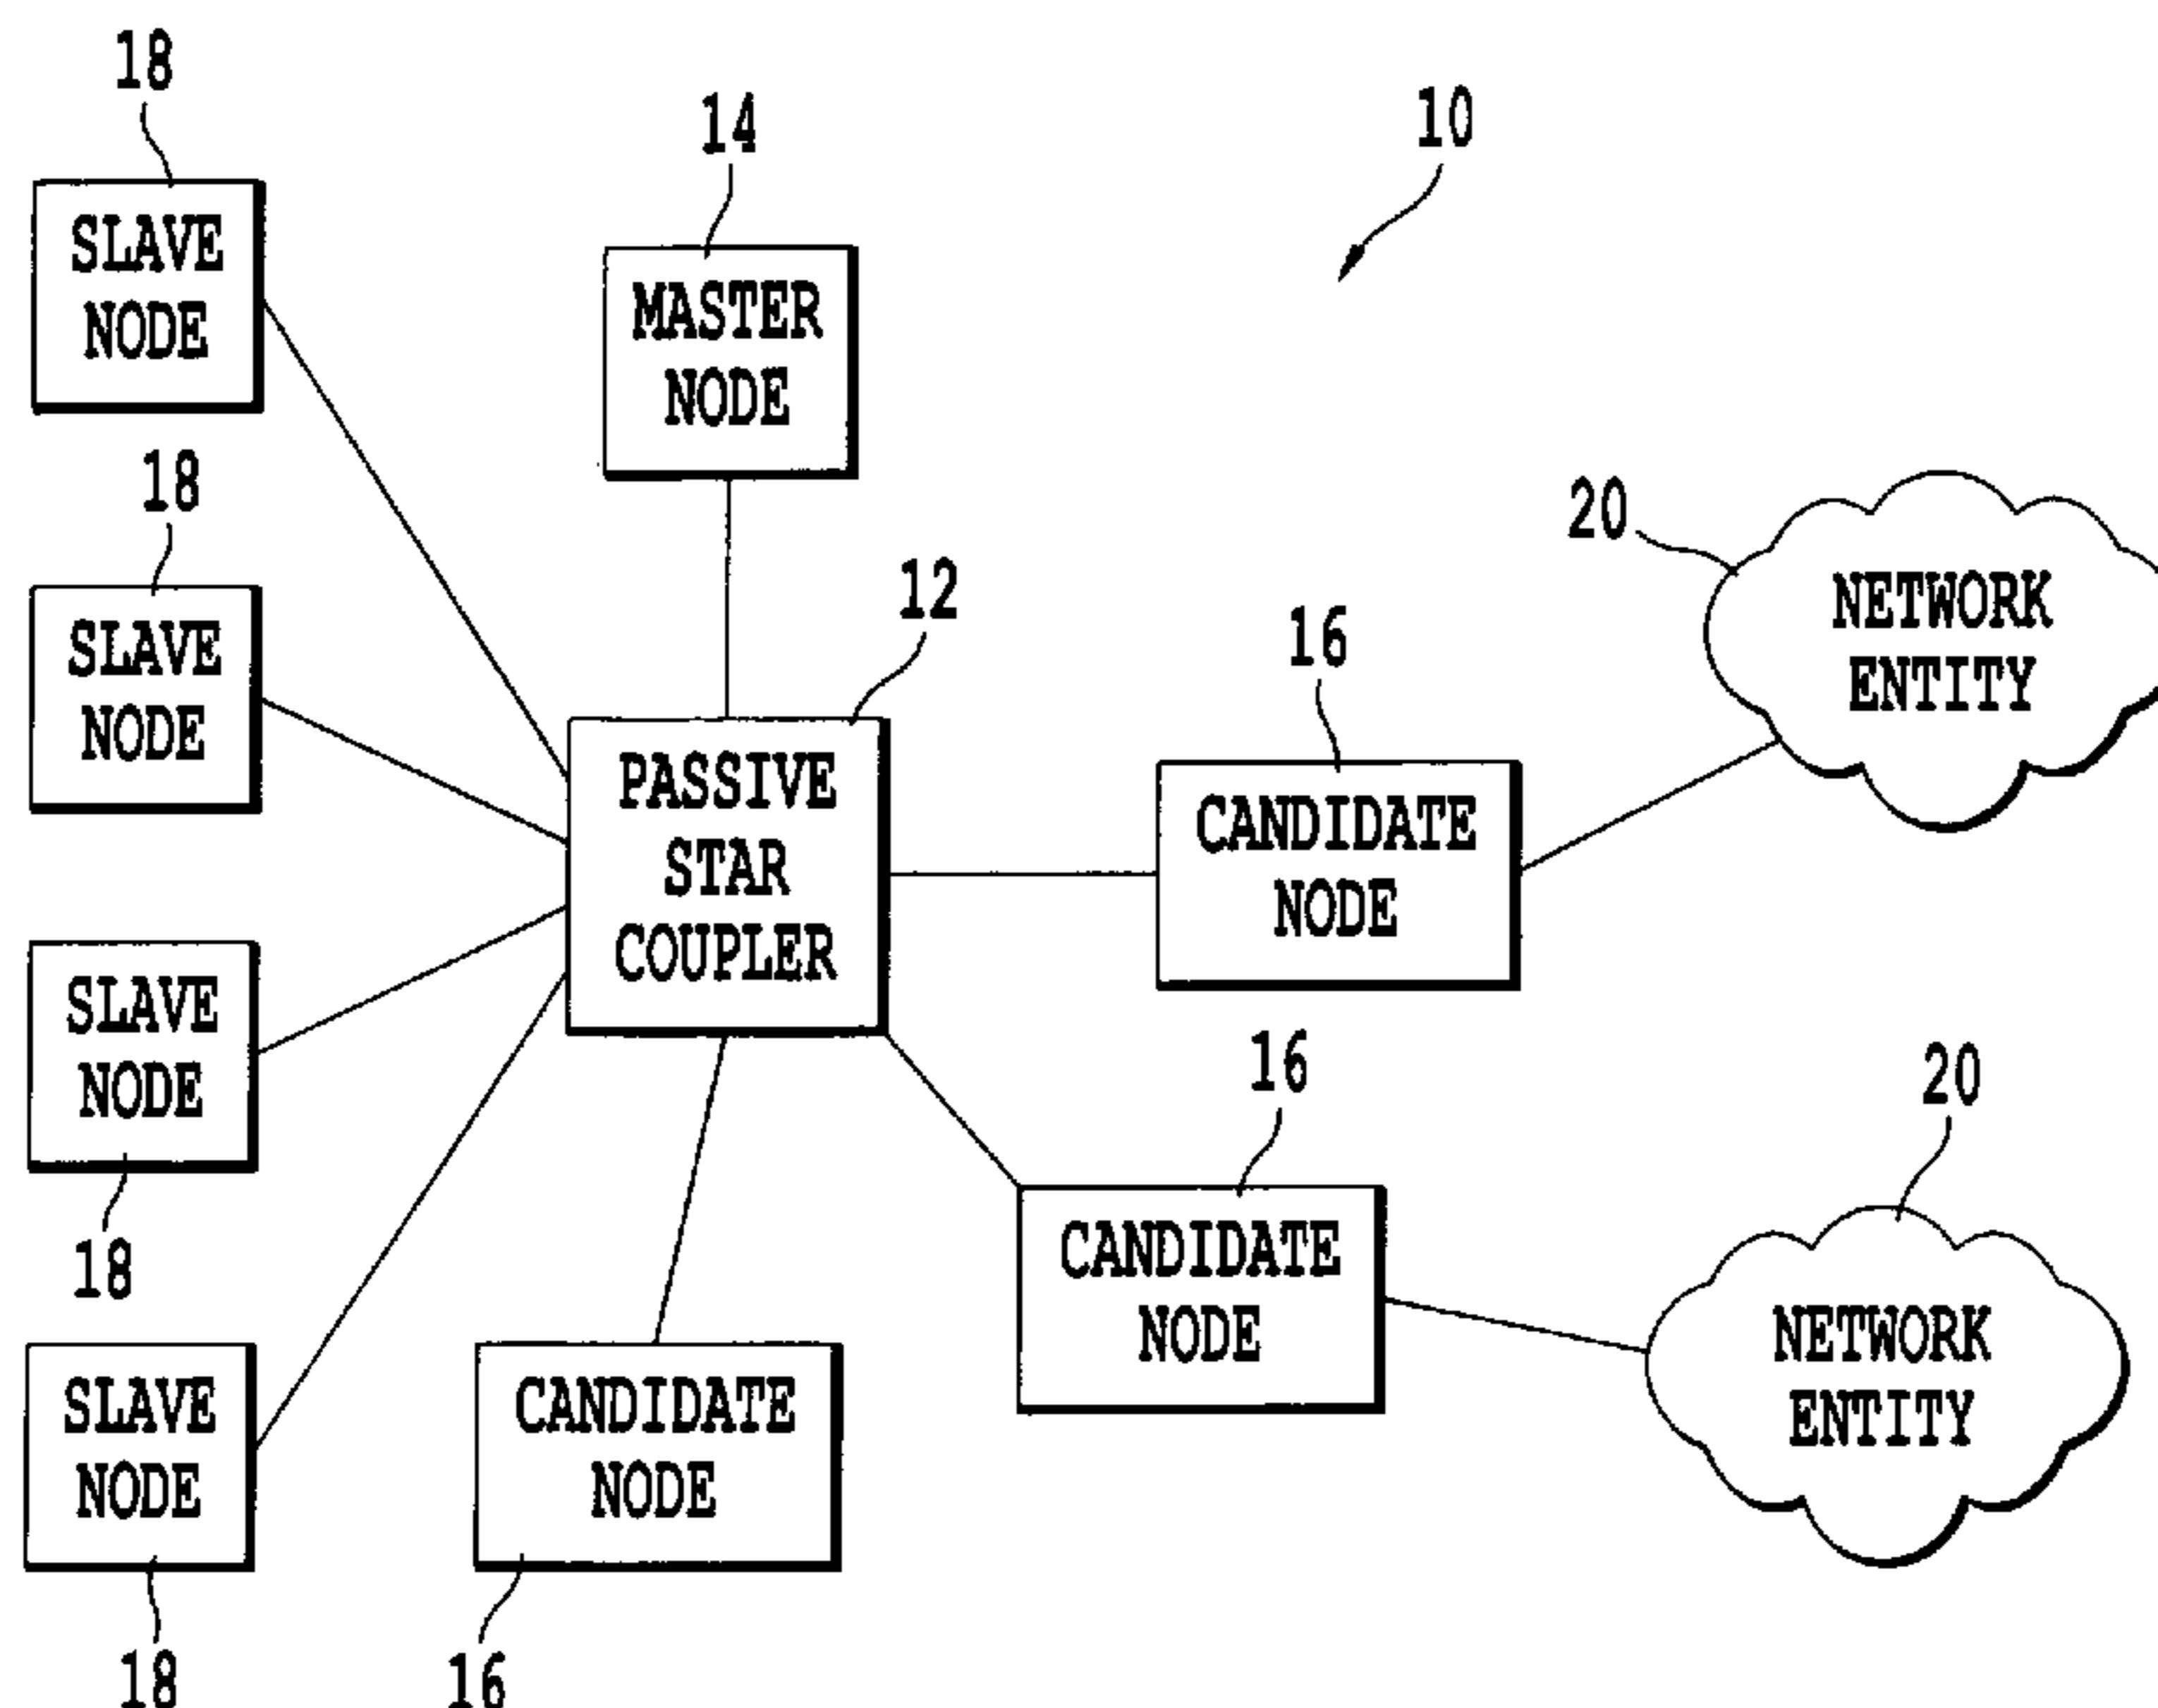 18
14
10
SLAVE
NODE
MASTER
NODE
18
20
NETWORK
ENTITY
12
16
SLAVE
NODE
PASSIVE
STAR
COUPLER
CANDIDATE
NODE
SLAVE
NODE
18
16
20
CANDIDATE
NODE
NETWORK
ENTITY
SLAVE
NODE
18
CANDIDATE
NODE
16